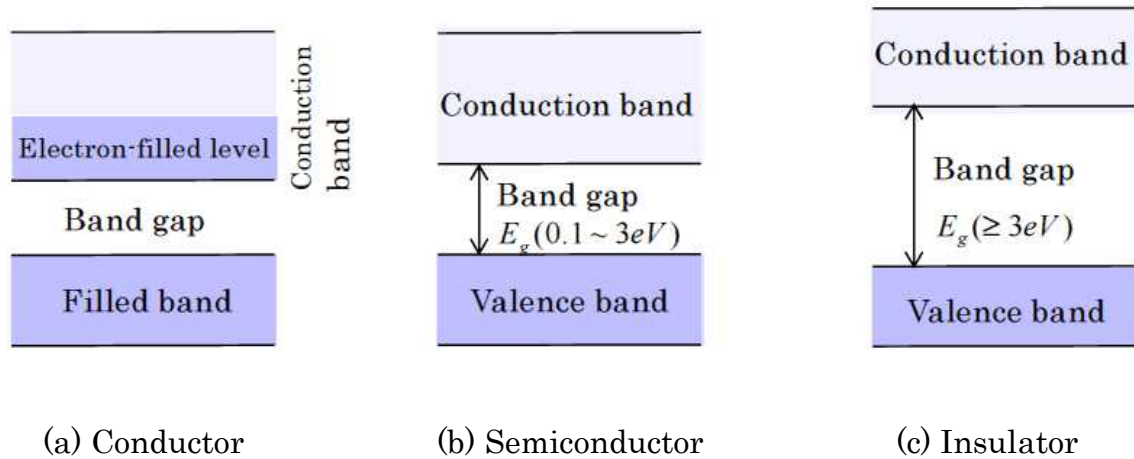 Electron-filled level
Band gap
Filled band
Conduction
band
(a) Conductor
Conduction band
Band gap
E_g(0.1 ~ 3eV)
Valence band
(b) Semiconductor
Conduction band
Band gap
E_g(≥ 3eV)
Valence band
(c) Insulator